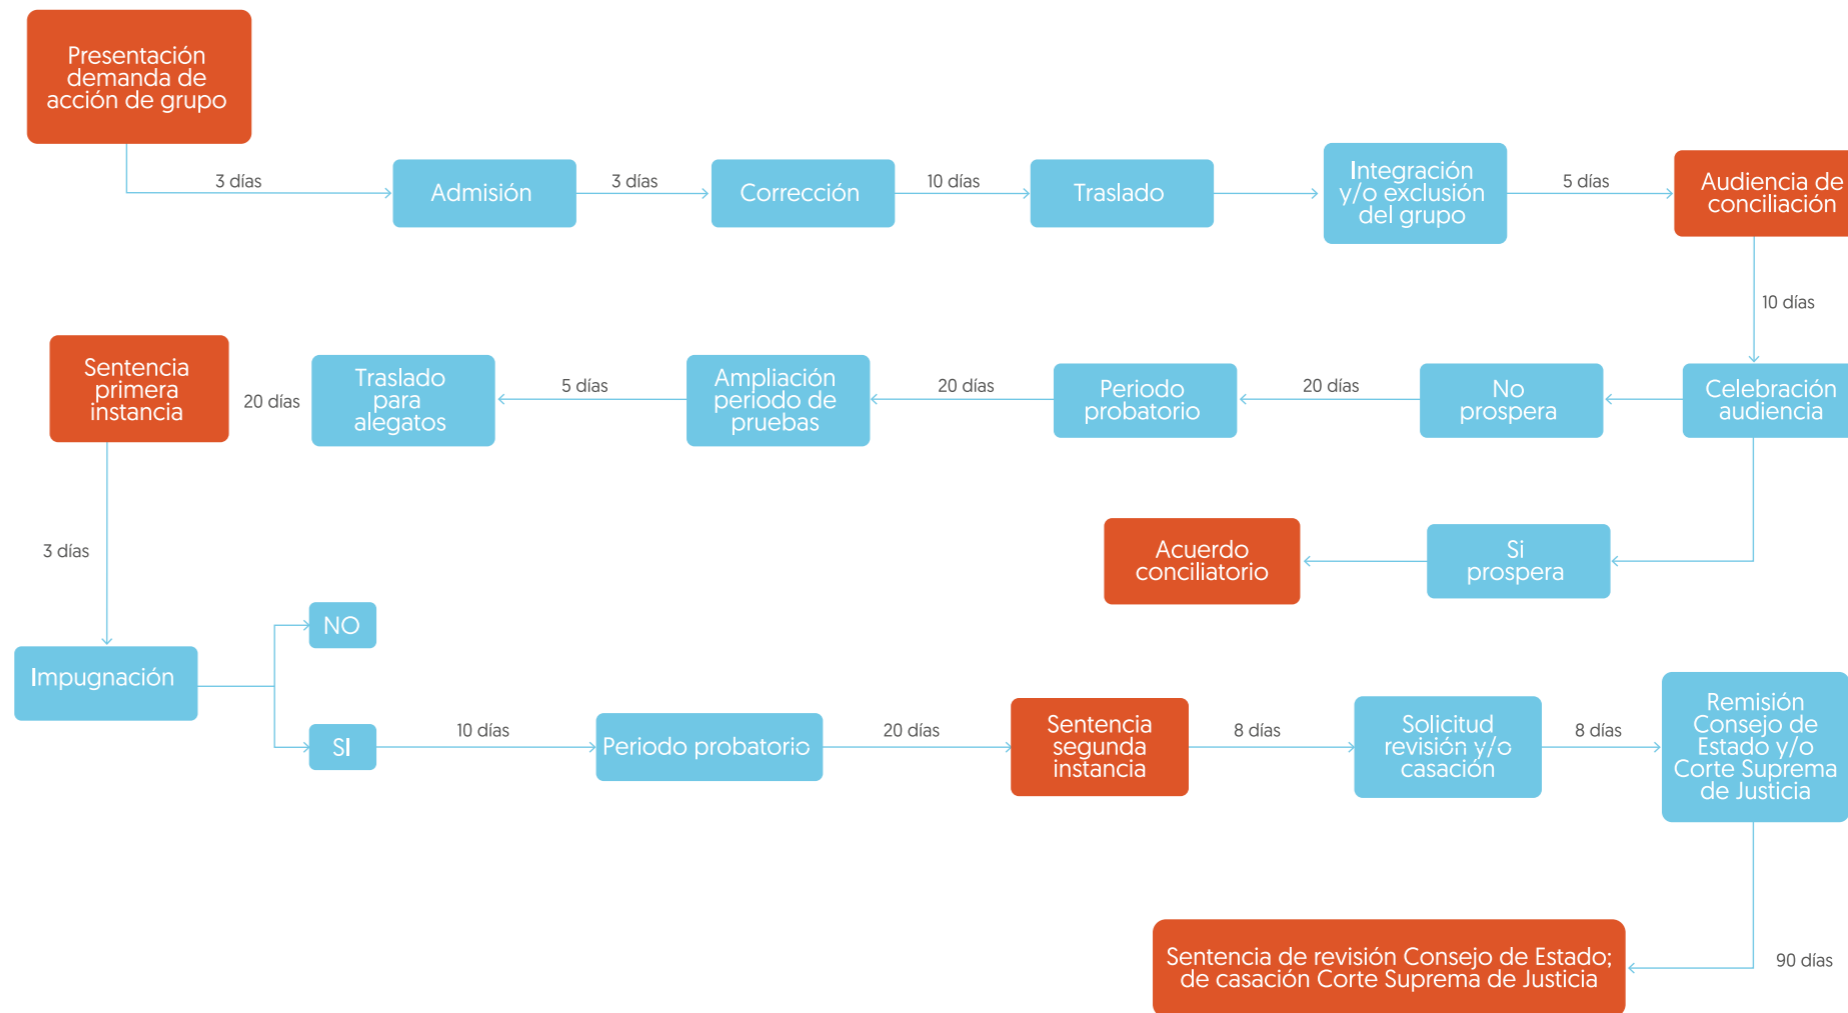 Presentación
demanda de
acción de grupo
3 días
Admisión
3 días
Corrección
10 días
Traslado
Integración
y/o exclusión
del grupo
5 días
Audiencia de
conciliación
10 días
Celebración
audiencia
No
prospera
20 días
Periodo
probatorio
20 días
Ampliación
periodo de
pruebas
5 días
Traslado
para
alegatos
20 días
Sentencia
primera
instancia
Si
prospera
Acuerdo
conciliatorio
3 días
Impugnación
NO
SI
10 días
Periodo probatorio
20 días
Sentencia
segunda
instancia
8 días
Solicitud
revisión y/o
casación
8 días
Remisión
Consejo de
Estado y/o
Corte Suprema
de Justicia
90 días
Sentencia de revisión Consejo de Estado;
de casación Corte Suprema de Justicia